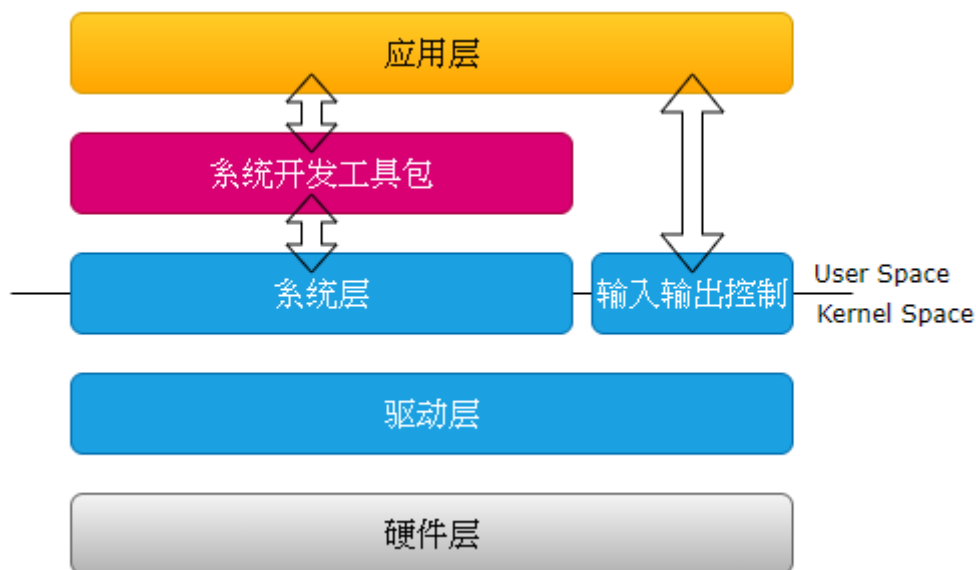 应用层
系统开发工具包
系统层
输入输出控制
User Space
Kernel Space
驱动层
硬件层